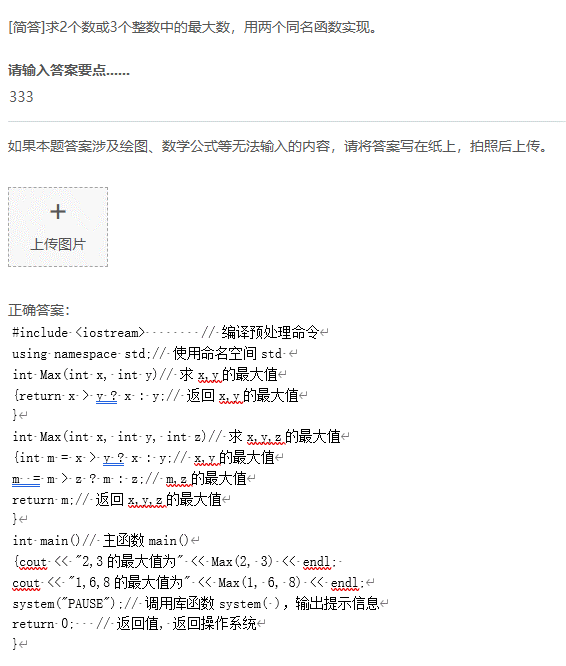 [简答]求2个数或3个整数中的最大数，用两个同名函数实现。
请输入答案要点......
333
如果本题答案涉及绘图、数学公式等无法输入的内容，请将答案写在纸上，拍照后上传。
+
上传图片
正确答案：
#include <iostream>        // 编译预处理命令
using namespace std;// 使用命名空间 std
int Max(int x, int y)// 求 x,y 的最大值
{return x > y ? x : y;// 返回 x,y 的最大值
}
int Max(int x, int y, int z)// 求 x,y,z 的最大值
{int m = x > y ? x : y;// x,y 的最大值
m  = m > z ? m : z;// m,z 的最大值
return m;// 返回 x,y,z 的最大值
}
int main()// 主函数 main()
{cout << "2,3 的最大值为" << Max(2, 3) << endl;
cout << "1,6,8 的最大值为" << Max(1, 6, 8) << endl;
system("PAUSE");// 调用库函数 system( )，输出提示信息
return 0;   // 返回值, 返回操作系统
}